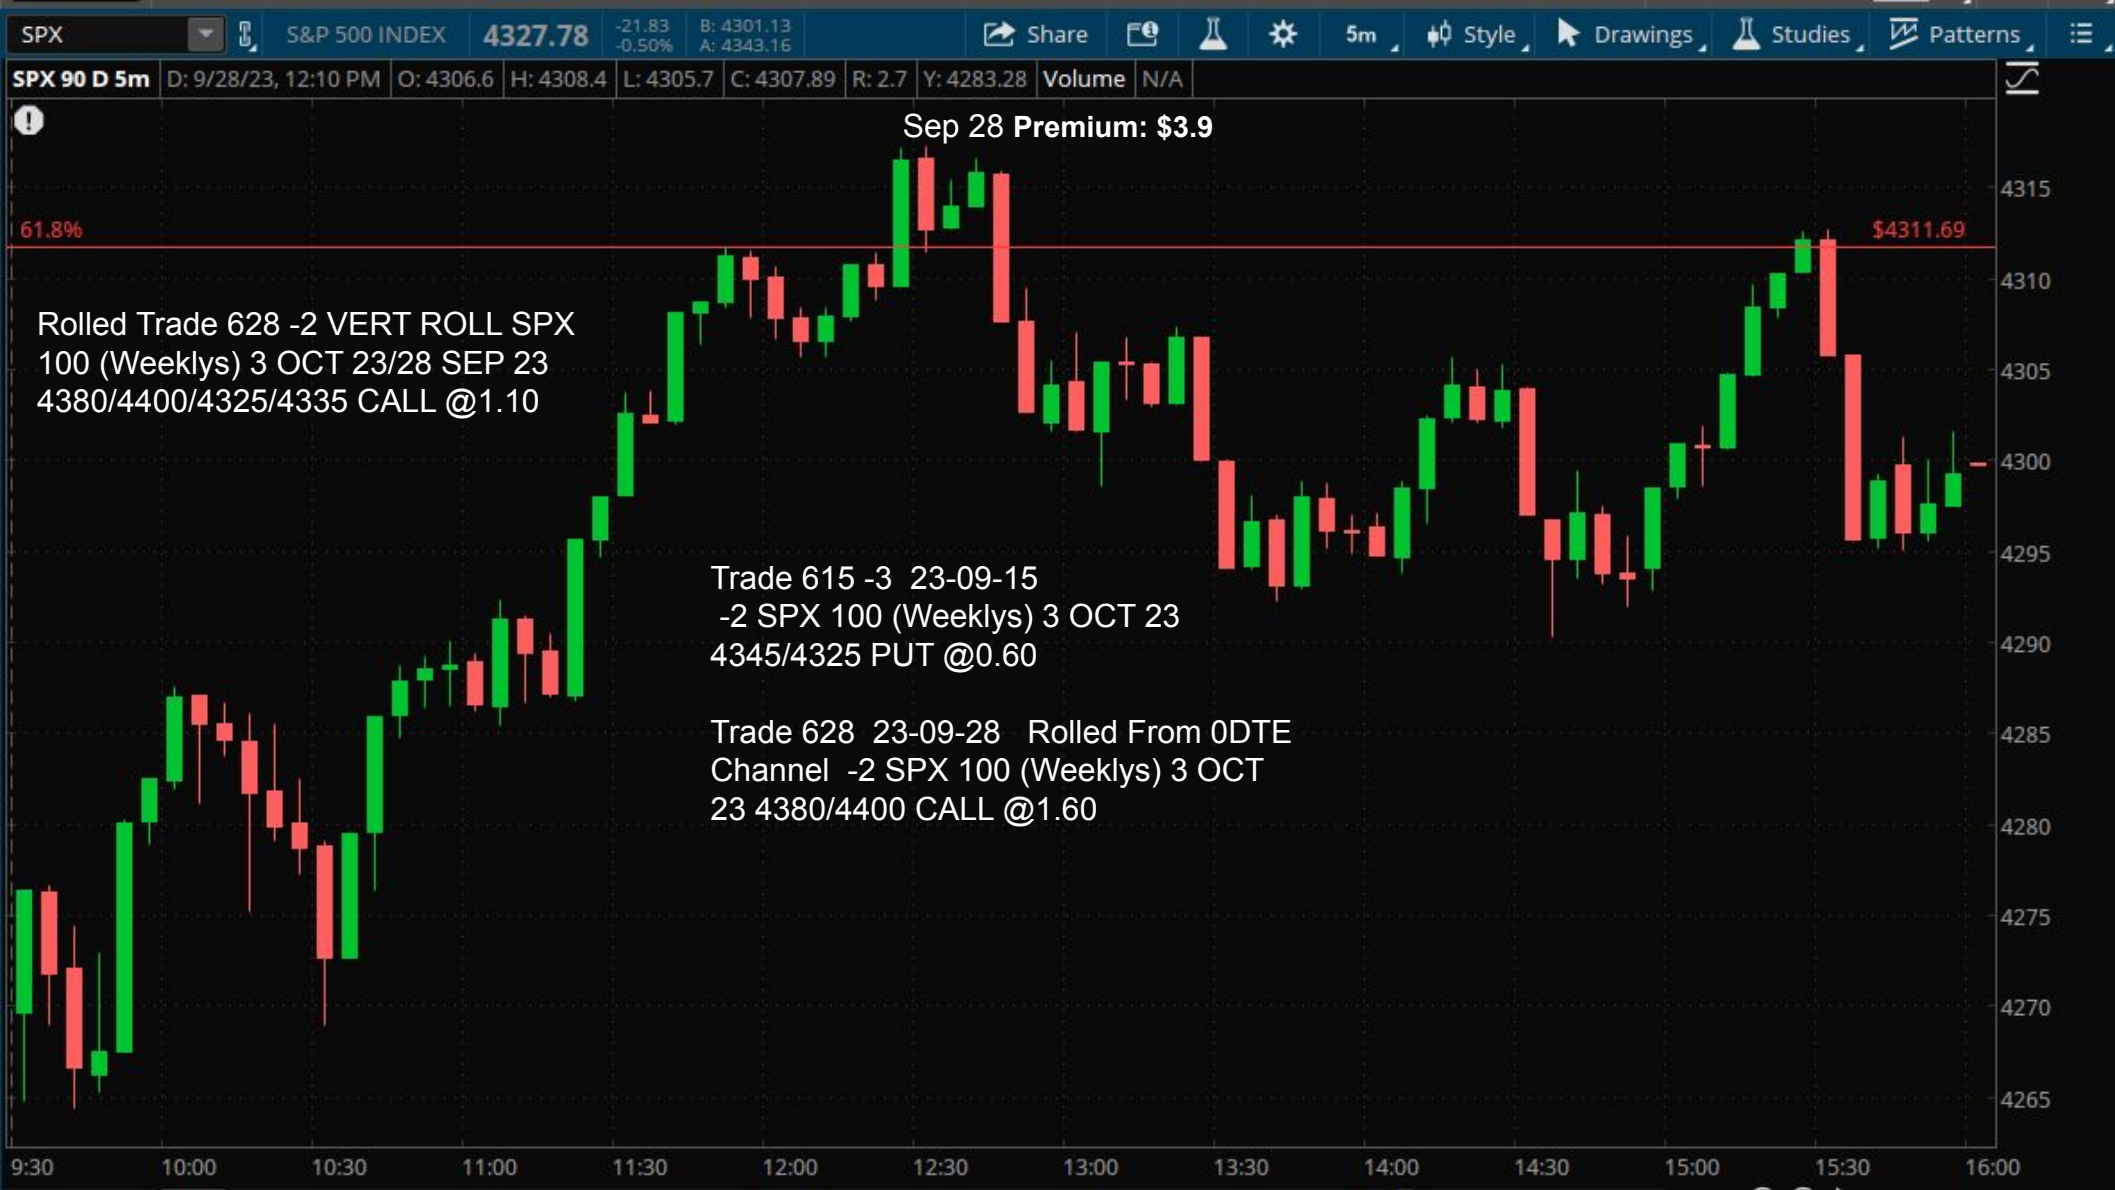 SPX S&P 500 INDEX 4327.78 -21.83 B: 4301.13 Share 5m Style Drawings Studies Patterns
-0.50% A: 4343.16
SPX 90 D 5m D: 9/28/23, 12:10 PM O: 4306.6 H: 4308.4 L: 4305.7 C: 4307.89 R: 2.7 Y: 4283.28 Volume N/A
Sep 28 Premium: $3.9
4315
61.8% $4311.69
4310
Rolled Trade 628 -2 VERT ROLL SPX
100 (Weeklys) 3 OCT 23/28 SEP 23
4380/4400/4325/4335 CALL @1.10
4305
4300
4295
Trade 615 -3 23-09-15
-2 SPX 100 (Weeklys) 3 OCT 23
4345/4325 PUT @0.60
4290
Trade 628 23-09-28 Rolled From 0DTE
Channel -2 SPX 100 (Weeklys) 3 OCT
23 4380/4400 CALL @1.60
4285
4280
4275
4270
4265
9:30 10:00 10:30 11:00 11:30 12:00 12:30 13:00 13:30 14:00 14:30 15:00 15:30 16:00